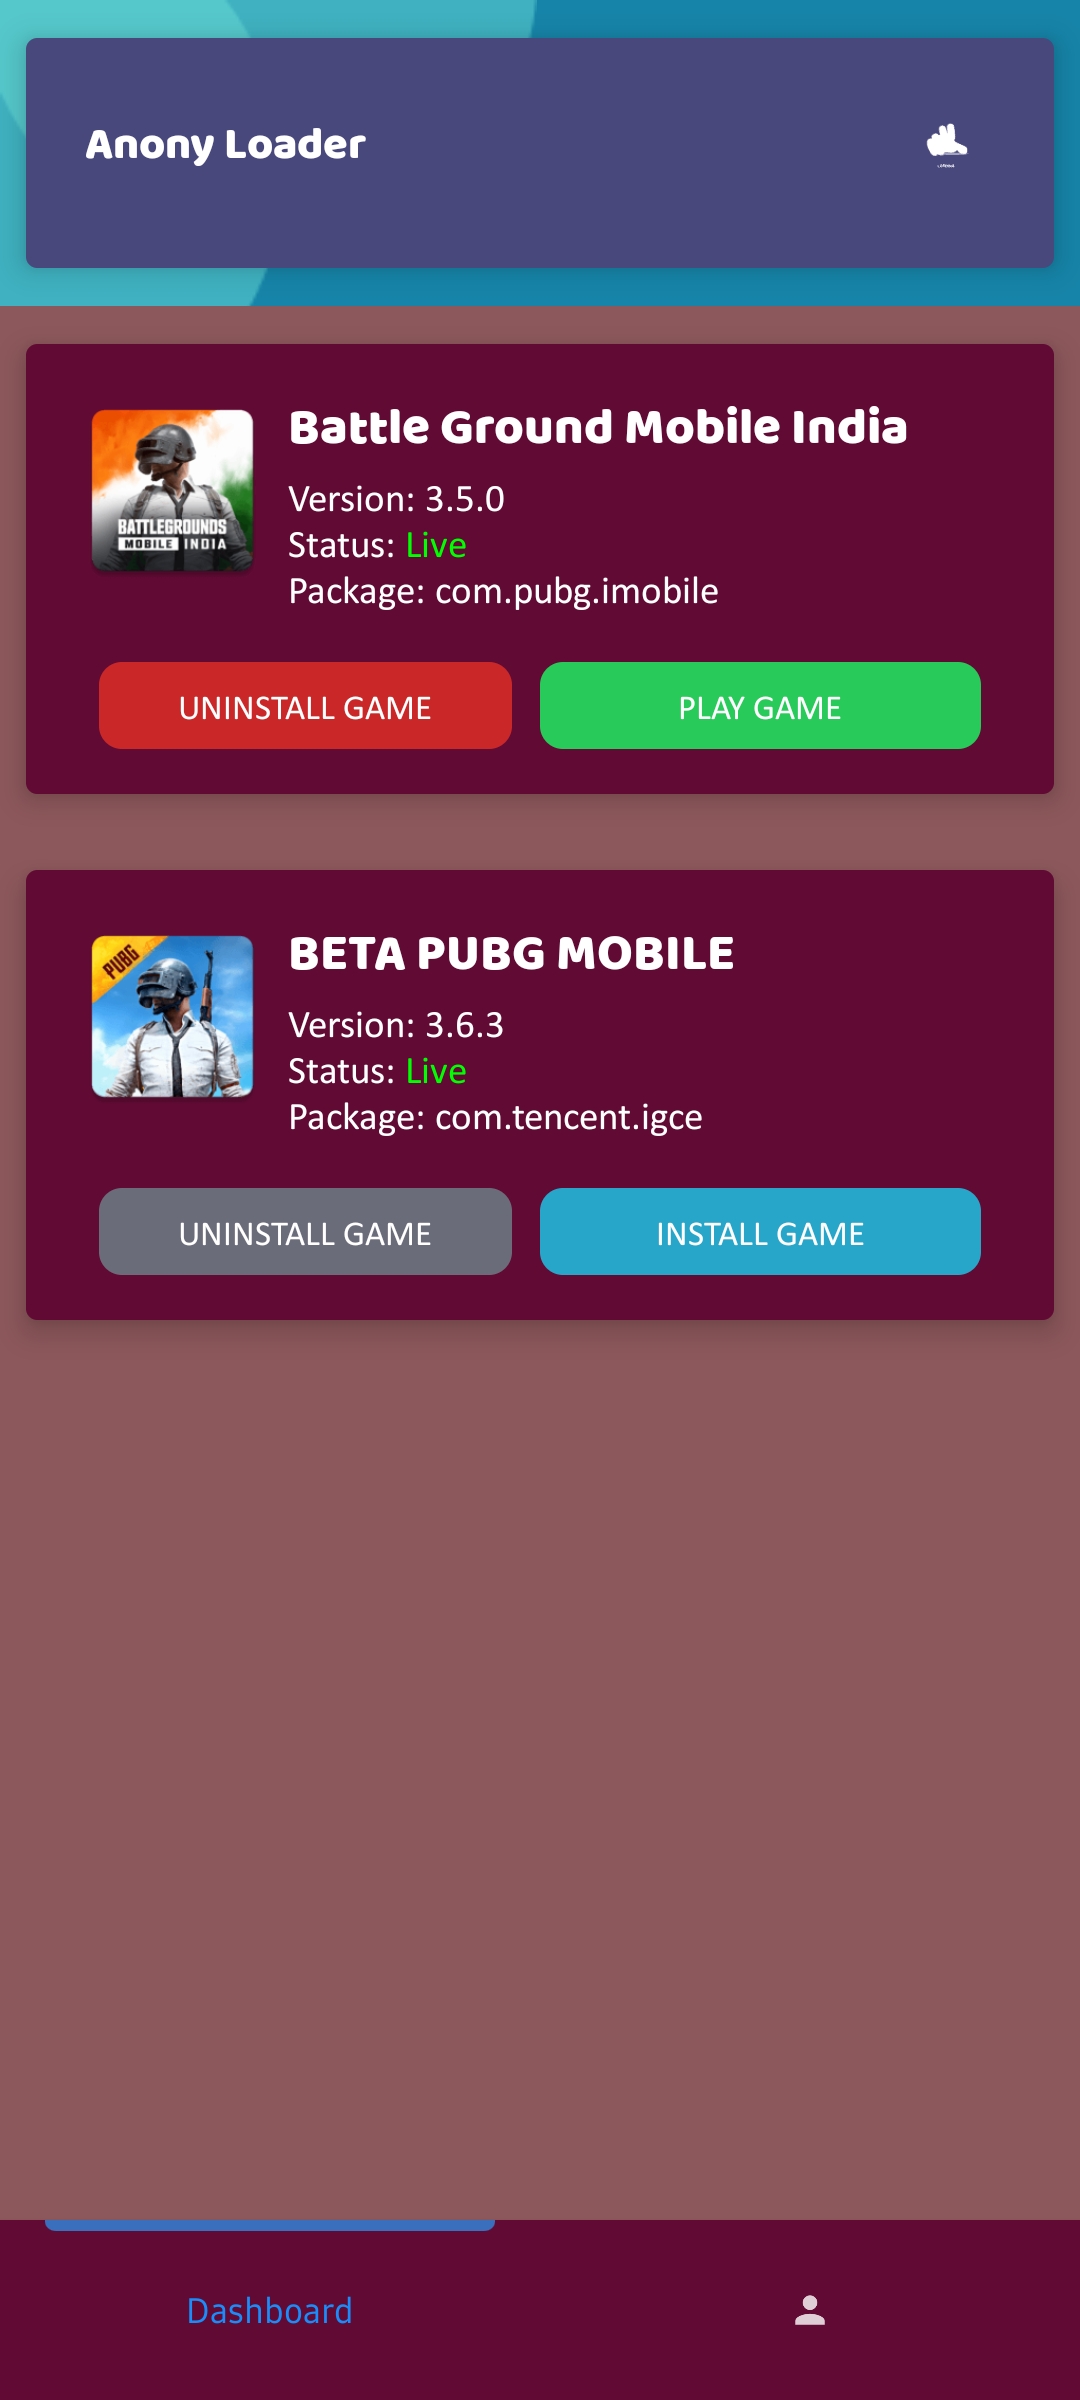 Anony Loader
Battle Ground Mobile India
Version: 3.5.0
Status: Live
Package: com.pubg.imobile
BATTLEGROUNDS
MOBILE INDIA
UNINSTALL GAME
PLAY GAME
BETA PUBG MOBILE
Version: 3.6.3
Status: Live
Package: com.tencent.igce
PUBG
UNINSTALL GAME
INSTALL GAME
Dashboard